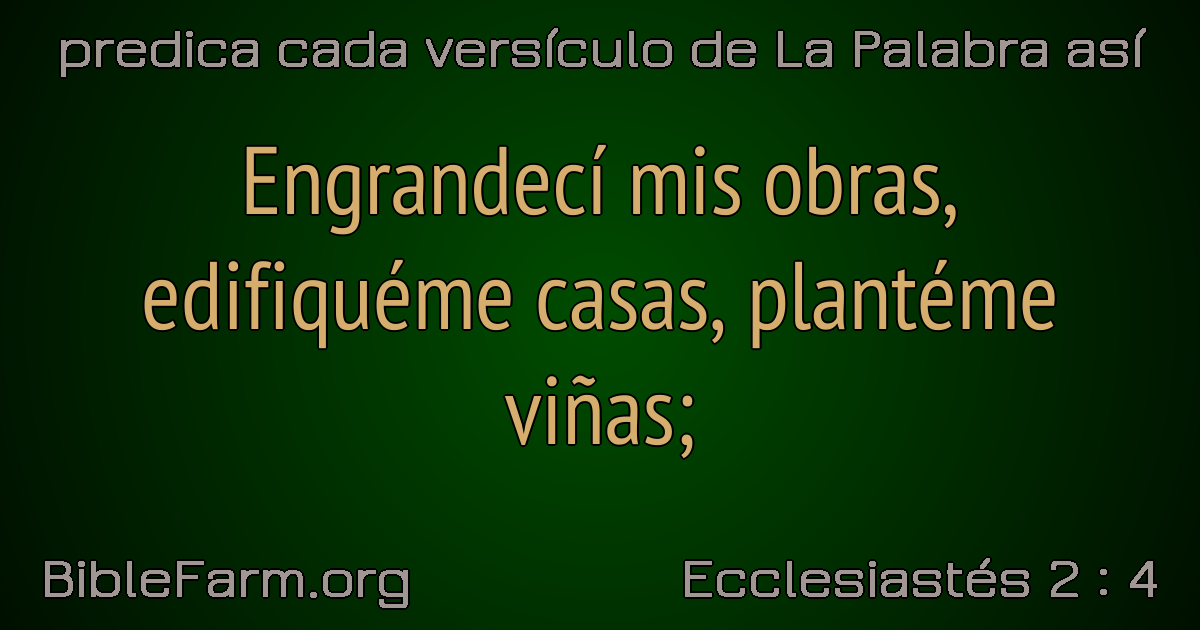 predica cada versículo de La Palabra así
Engrandecí mis obras,
edifiquéme casas, plantéme
viñas;
BibleFarm.org
Ecclesiastés 2 : 4